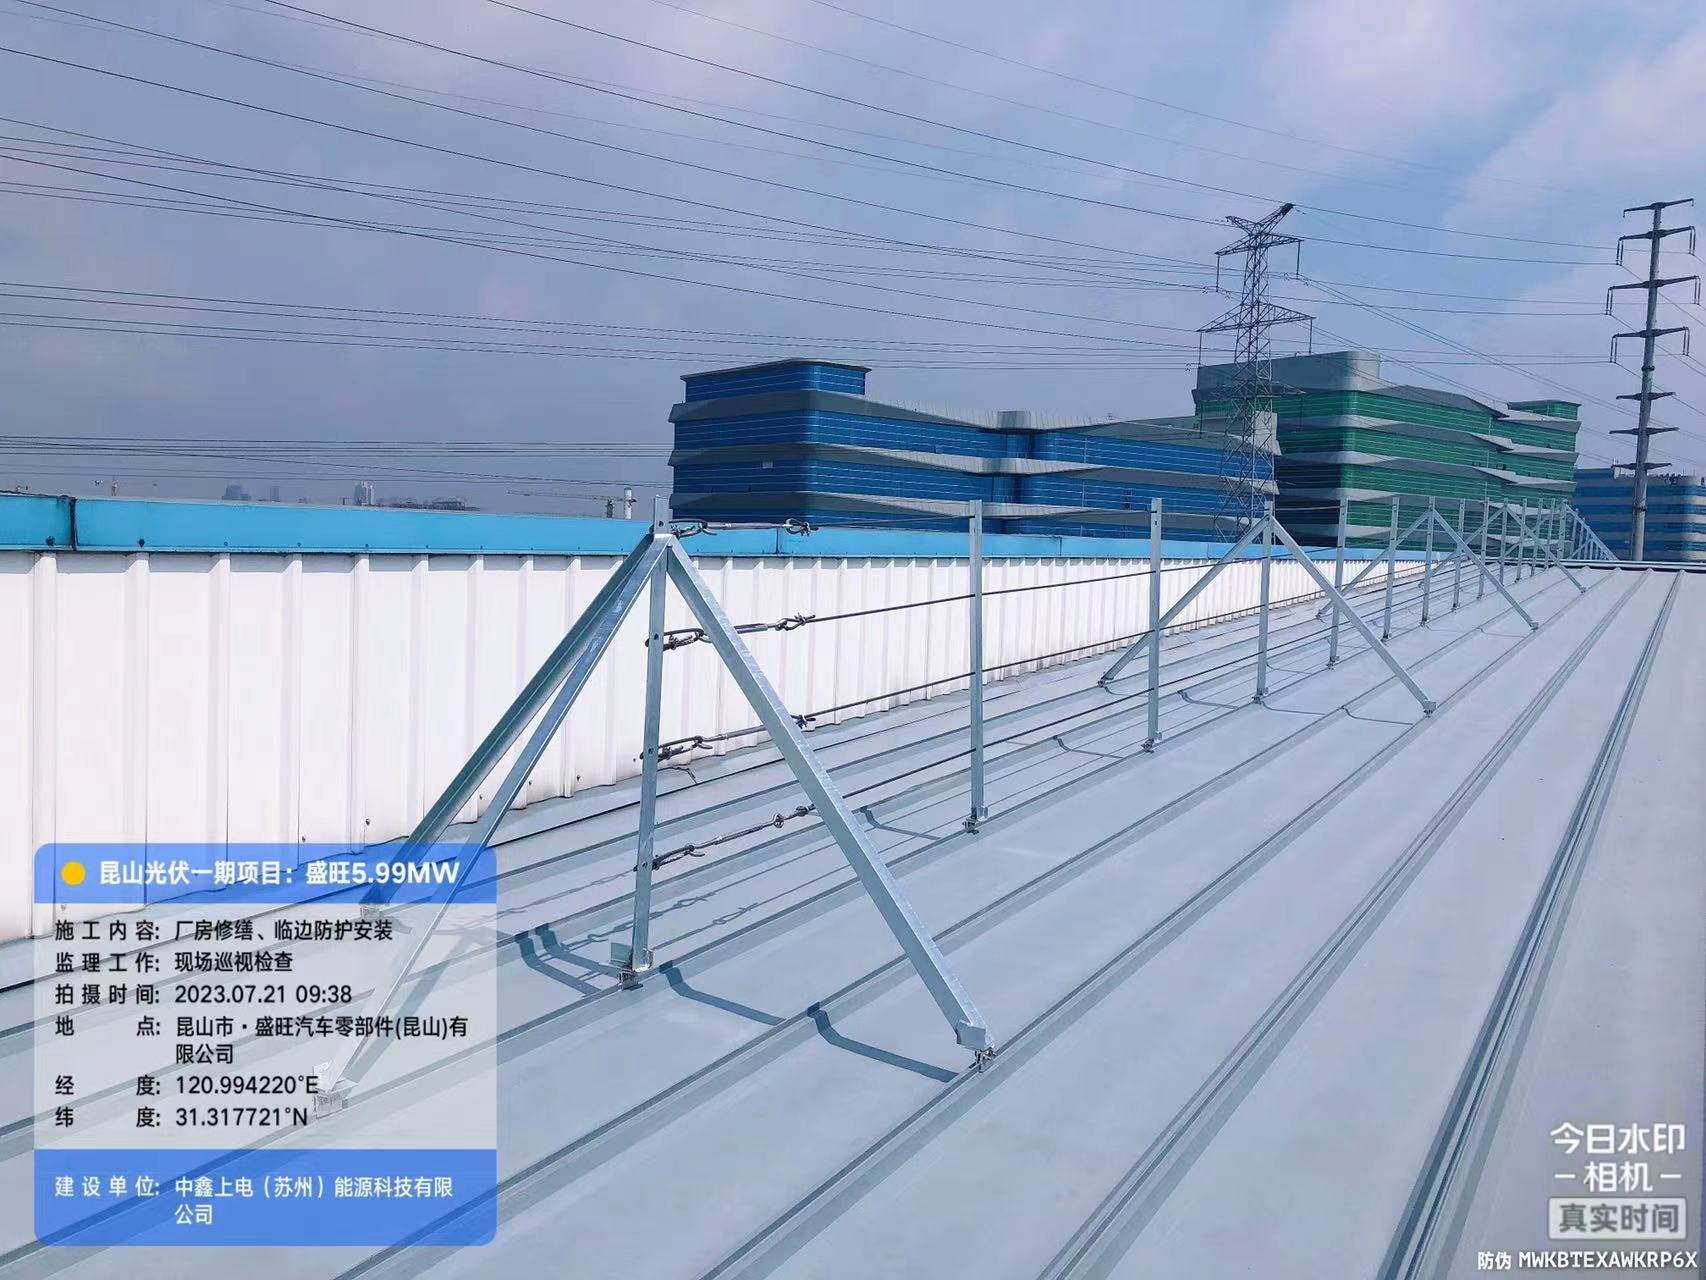 昆山光伏一期项目：盛旺5.99MW
施工内容: 厂房修缮、临边防护安装
监理工作: 现场巡视检查
拍摄时间: 2023.07.21 09:38
地点: 昆山市·盛旺汽车零部件(昆山)有
限公司
经度: 120.994220°E
纬度: 31.317721°N
建设单位: 中鑫上电（苏州）能源科技有限
公司
今日水印
-相机-
真实时间
防伪 MWKBTEXAWKRP6X